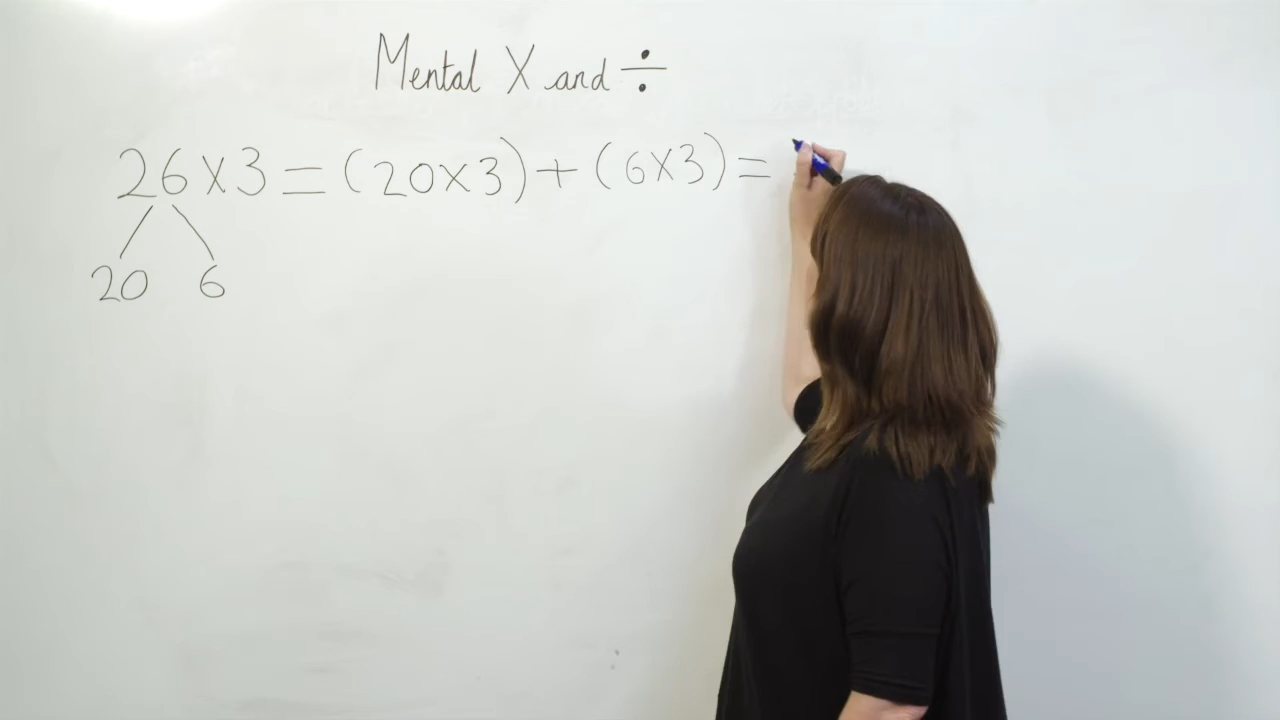 Mental X and ÷
26 X 3 = (20 X 3) + (6 X 3) =
20 6